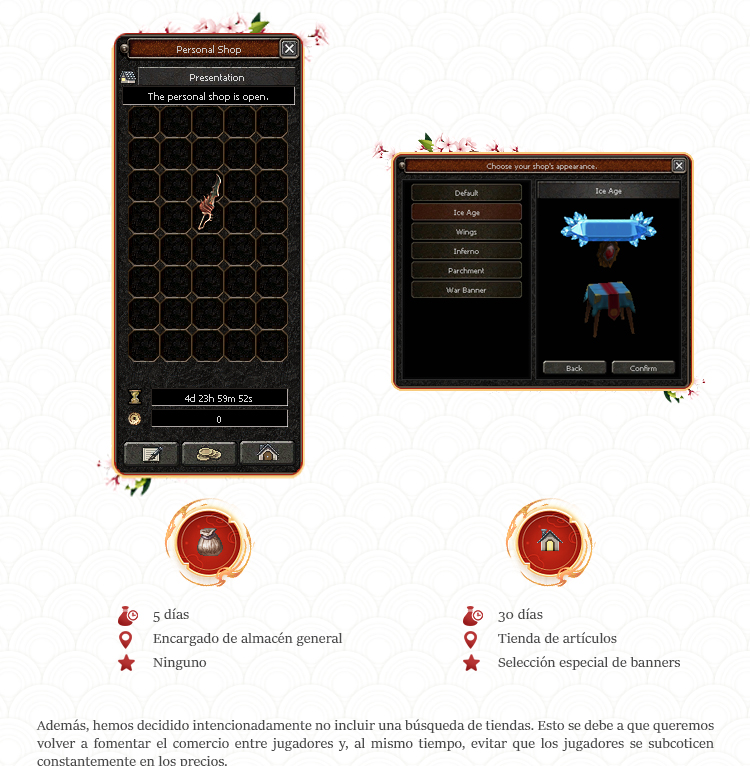 Personal Shop
Presentation
The personal shop is open.
4d 23h 59m 52s
0
Choose your shop's appearance.
Default
Ice Age
Wings
Inferno
Parchment
War Banner
Ice Age
Back
Confirm
5 días
Encargado de almacén general
Ninguno
30 días
Tienda de artículos
Selección especial de banners
Además, hemos decidido intencionadamente no incluir una búsqueda de tiendas. Esto se debe a que queremos
volver a fomentar el comercio entre jugadores y, al mismo tiempo, evitar que los jugadores se subcoticen
constantemente en los precios.